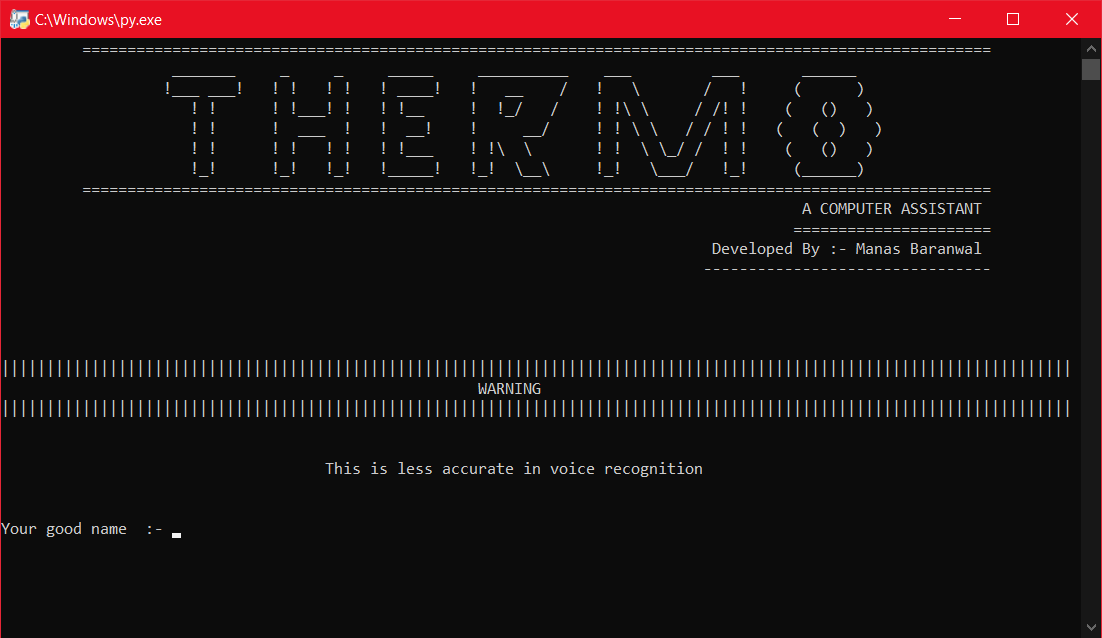 C:\Windows\py.exe
THERMO
A COMPUTER ASSISTANT
Developed By :- Manas Baranwal
WARNING
This is less accurate in voice recognition
Your good name  :-